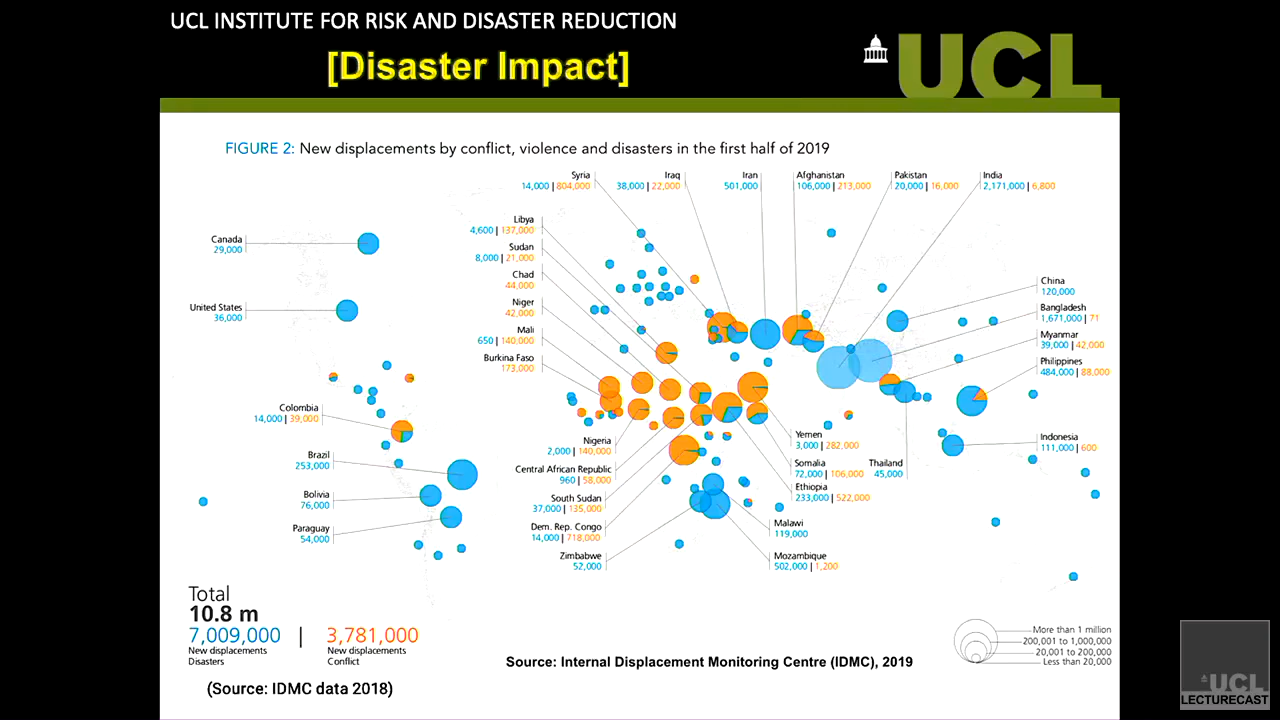 UCL INSTITUTE FOR RISK AND DISASTER REDUCTION
[Disaster Impact]
UCL
FIGURE 2: New displacements by conflict, violence and disasters in the first half of 2019
Syria
14,000 | 804,000
Iraq
38,000 | 22,000
Iran
501,000
Afghanistan
106,000 | 213,000
Pakistan
20,000 | 16,000
India
2,171,000 | 6,800
Libya
4,600 | 137,000
Sudan
8,000 | 21,000
Chad
44,000
Niger
42,000
Mali
650 | 140,000
Burkina Faso
173,000
Canada
29,000
United States
36,000
Colombia
14,000 | 39,000
Brazil
253,000
Bolivia
76,000
Paraguay
54,000
Nigeria
2,000 | 140,000
Central African Republic
960 | 58,000
South Sudan
37,000 | 135,000
Dem. Rep. Congo
14,000 | 718,000
Zimbabwe
52,000
Yemen
3,000 | 282,000
Somalia
72,000 | 106,000
Ethiopia
233,000 | 522,000
Malawi
119,000
Mozambique
502,000 | 1,200
Thailand
45,000
China
120,000
Bangladesh
1,671,000 | 71
Myanmar
39,000 | 42,000
Philippines
484,000 | 88,000
Indonesia
111,000 | 600
Total
10.8 m
7,009,000 | 3,781,000
New displacements
Disasters
New displacements
Conflict
More than 1 million
200,001 to 1,000,000
20,001 to 200,000
Less than 20,000
Source: Internal Displacement Monitoring Centre (IDMC), 2019
(Source: IDMC data 2018)
UCL
LECTURECAST